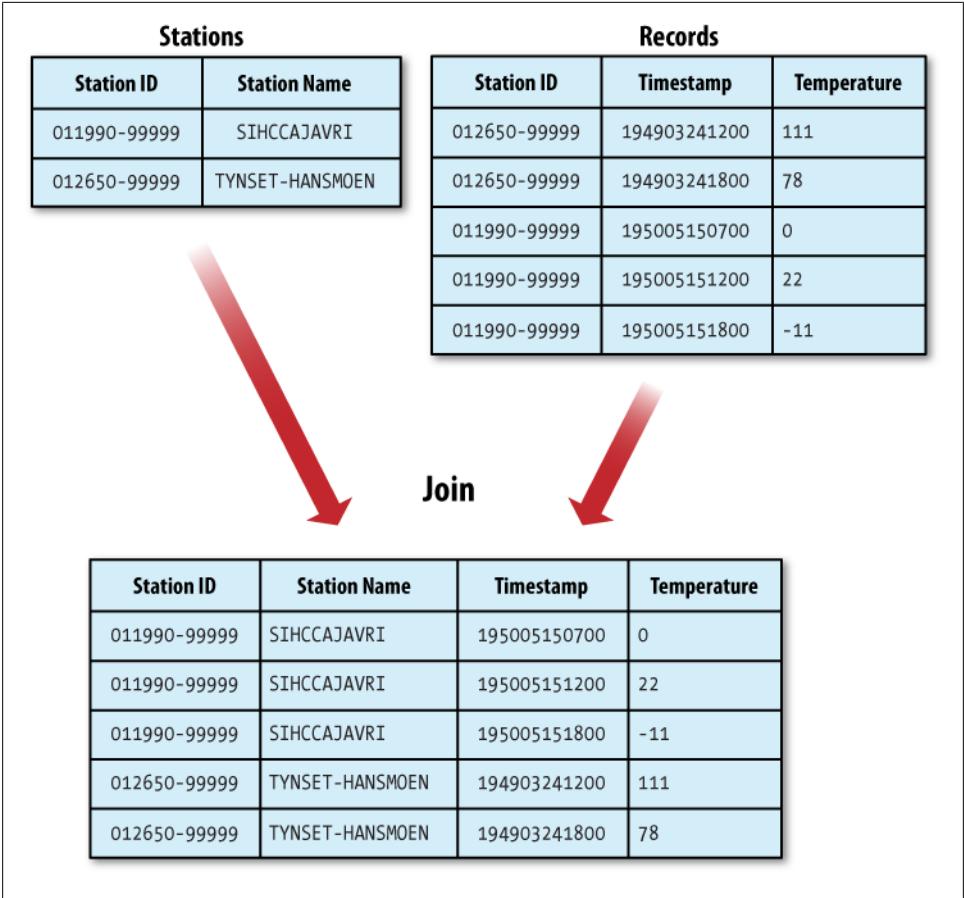 Stations
Station ID Station Name
011990-99999 SIHCCAJAVRI
012650-99999 TYNSET-HANSMOEN
Records
Station ID Timestamp Temperature
012650-99999 194903241200 111
012650-99999 194903241800 78
011990-99999 195005150700 0
011990-99999 195005151200 22
011990-99999 195005151800 -11
Join
Station ID Station Name Timestamp Temperature
011990-99999 SIHCCAJAVRI 195005150700 0
011990-99999 SIHCCAJAVRI 195005151200 22
011990-99999 SIHCCAJAVRI 195005151800 -11
012650-99999 TYNSET-HANSMOEN 194903241200 111
012650-99999 TYNSET-HANSMOEN 194903241800 78